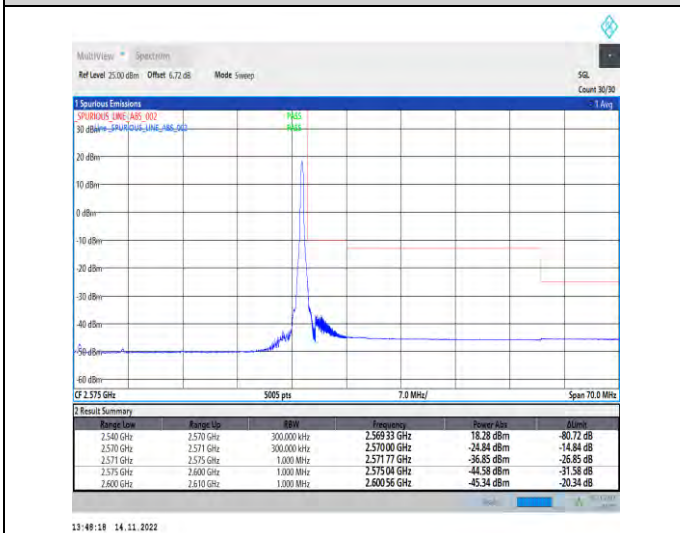 MultiView Spectrum
Ref Level 25.00 dBm Offset 6.72 dB Mode Sweep SGL
Count 30/30
1 Spurious Emissions 1 Avg
_SPURIOUS_LINE_ABS_002 PASS
30 dBm Line _SPURIOUS_LINE_ABS_002 PASS
20 dBm
10 dBm
0 dBm
-10 dBm
-20 dBm
-30 dBm
-40 dBm
-50 dBm
-60 dBm
CF 2.575 GHz 5005 pts 7.0 MHz/ Span 70.0 MHz
2 Result Summary
Range Low Range Up RBW Frequency Power Abs ΔLimit
2.540 GHz 2.570 GHz 300.000 kHz 2.569 33 GHz 18.28 dBm -80.72 dB
2.570 GHz 2.571 GHz 300.000 kHz 2.570 00 GHz -24.84 dBm -14.84 dB
2.571 GHz 2.575 GHz 1.000 MHz 2.571 77 GHz -36.85 dBm -26.85 dB
2.575 GHz 2.600 GHz 1.000 MHz 2.575 04 GHz -44.58 dBm -31.58 dB
2.600 GHz 2.610 GHz 1.000 MHz 2.600 56 GHz -45.34 dBm -20.34 dB
13:48:18 14.11.2022